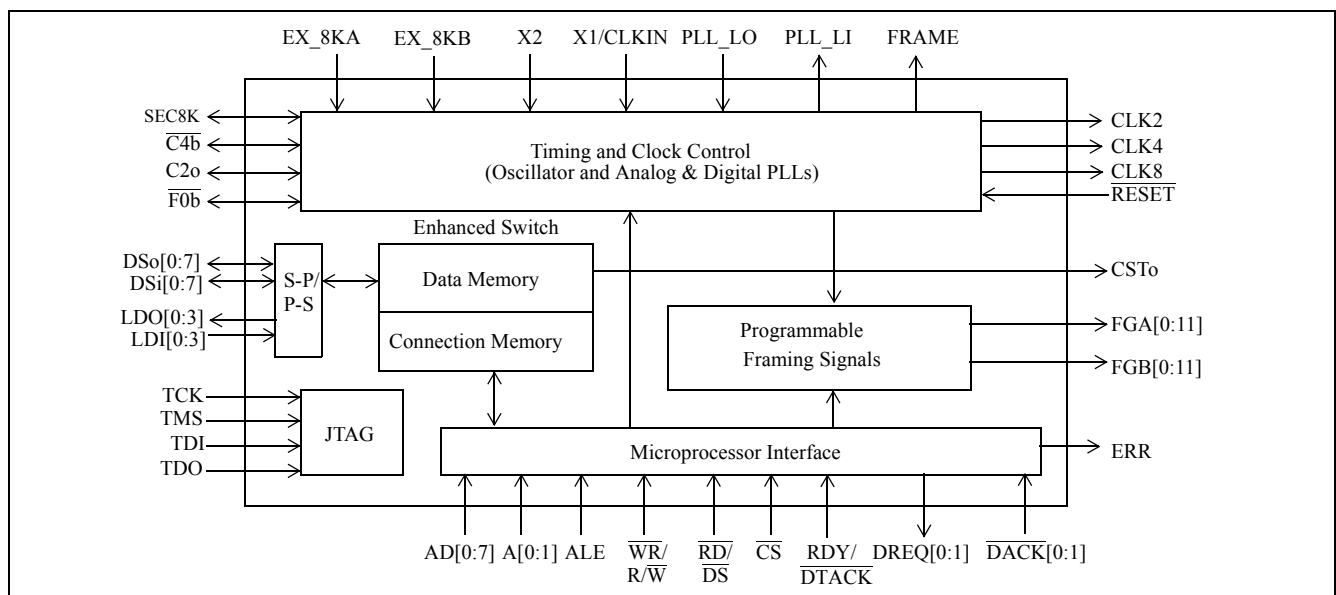 EX_8KA EX_8KB X2 X1/CLKIN PLL_LO PLL_LI FRAME
SEC8K
C4b
C2o
F0b
Timing and Clock Control
(Oscillator and Analog & Digital PLLs)
CLK2
CLK4
CLK8
RESET
Enhanced Switch
DSo[0:7]
DSi[0:7]
LDO[0:3]
LDI[0:3]
S-P/
P-S
Data Memory
Connection Memory
CSTo
Programmable
Framing Signals
FGA[0:11]
FGB[0:11]
TCK
TMS
TDI
TDO
JTAG
Microprocessor Interface
ERR
AD[0:7] A[0:1] ALE WR/ RD/ CS RDY/ DREQ[0:1] DACK[0:1]
R/W DS DTACK